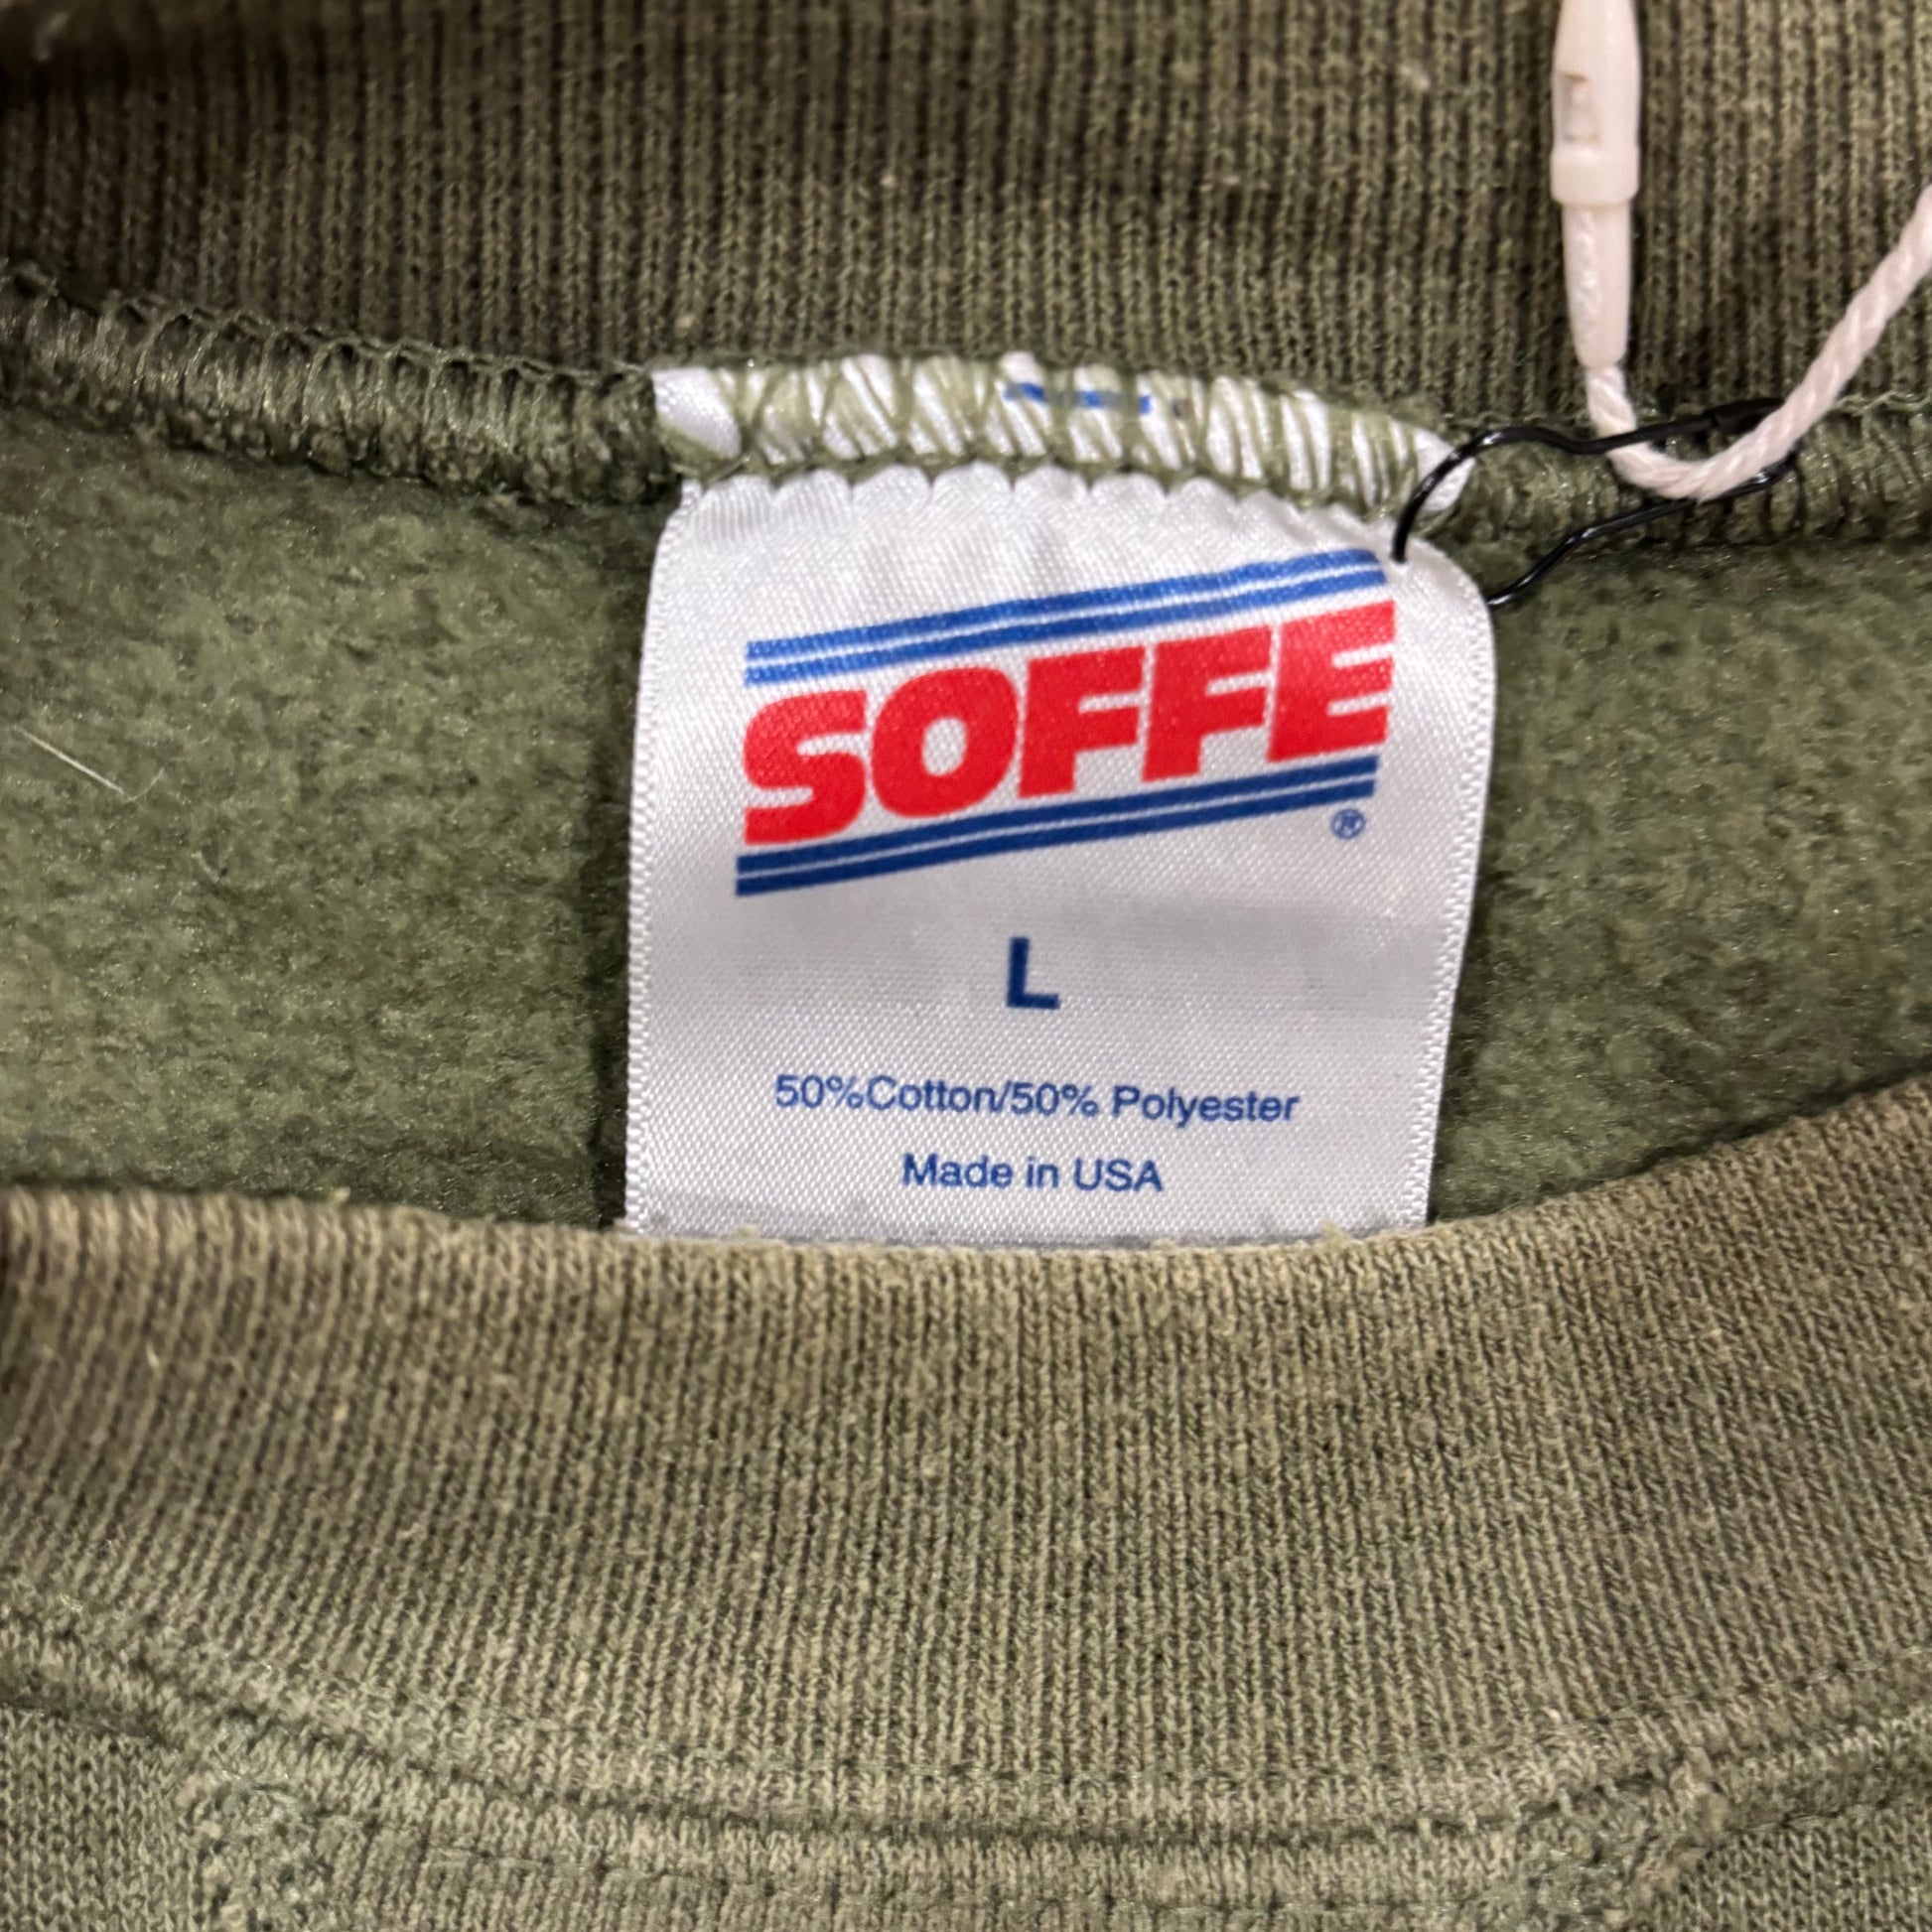 SOFFE
®
L
50%Cotton/50% Polyester
Made in USA